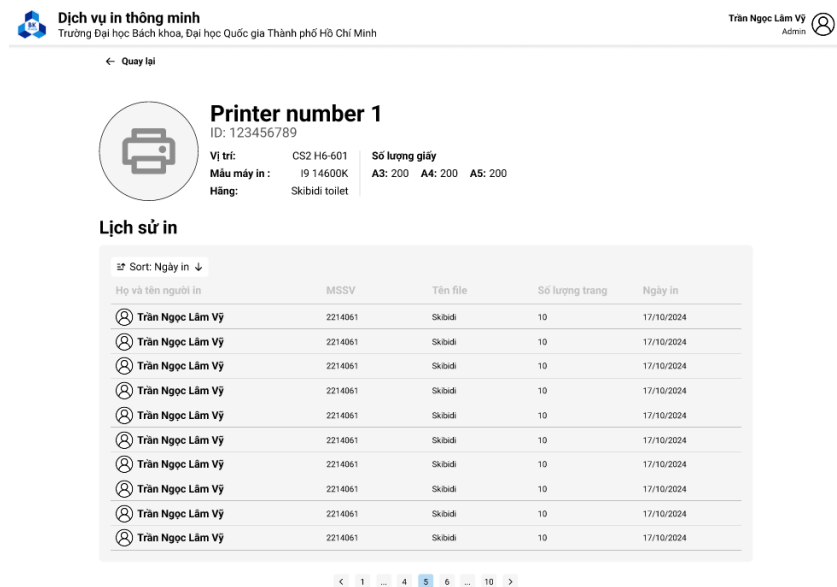 BK
Dịch vụ in thông minh
Trường Đại học Bách khoa, Đại học Quốc gia Thành phố Hồ Chí Minh
Trần Ngọc Lâm Vỹ
Admin
← Quay lại
Printer number 1
ID: 123456789
Vị trí: CS2 H6-601 Số lượng giấy
Mẫu máy in : I9 14600K A3: 200 A4: 200 A5: 200
Hãng: Skibidi toilet
Lịch sử in
Sort: Ngày in ↓
Họ và tên người in MSSV Tên file Số lượng trang Ngày in
Trần Ngọc Lâm Vỹ 2214061 Skibidi 10 17/10/2024
Trần Ngọc Lâm Vỹ 2214061 Skibidi 10 17/10/2024
Trần Ngọc Lâm Vỹ 2214061 Skibidi 10 17/10/2024
Trần Ngọc Lâm Vỹ 2214061 Skibidi 10 17/10/2024
Trần Ngọc Lâm Vỹ 2214061 Skibidi 10 17/10/2024
Trần Ngọc Lâm Vỹ 2214061 Skibidi 10 17/10/2024
Trần Ngọc Lâm Vỹ 2214061 Skibidi 10 17/10/2024
Trần Ngọc Lâm Vỹ 2214061 Skibidi 10 17/10/2024
Trần Ngọc Lâm Vỹ 2214061 Skibidi 10 17/10/2024
Trần Ngọc Lâm Vỹ 2214061 Skibidi 10 17/10/2024
< 1 ... 4 5 6 ... 10 >